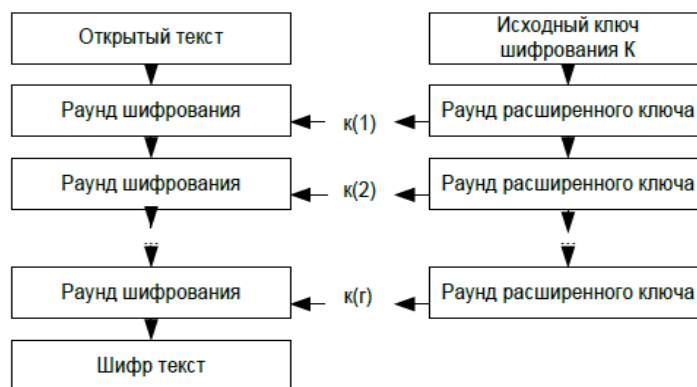 Открытый текст
Исходный ключ
шифрования К
Раунд шифрования
к(1)
Раунд расширенного ключа
Раунд шифрования
к(2)
Раунд расширенного ключа
...
...
Раунд шифрования
к(r)
Раунд расширенного ключа
Шифр текст